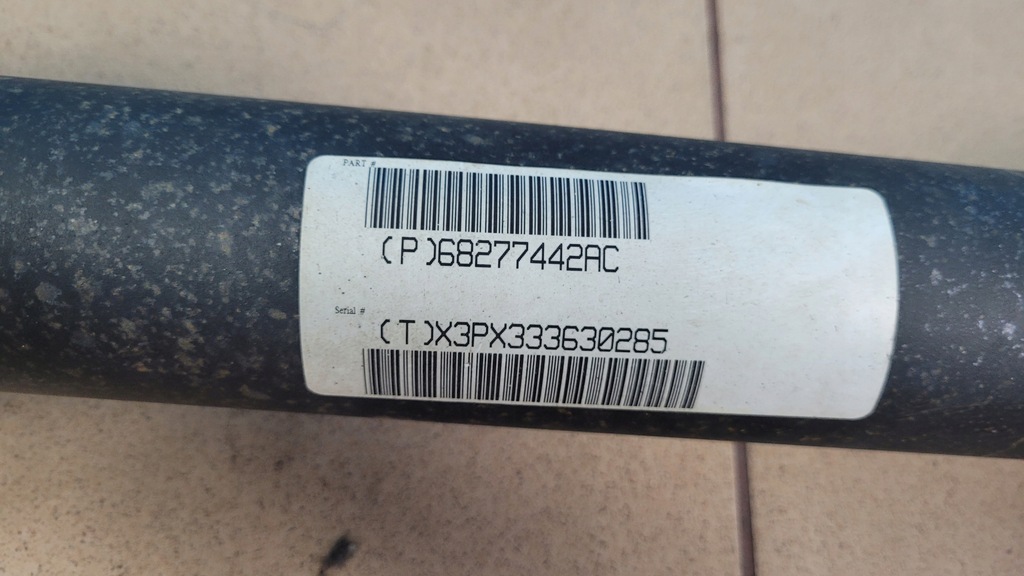 PART #
(P)68277442AC
Serial #
(T)X3PX333630285